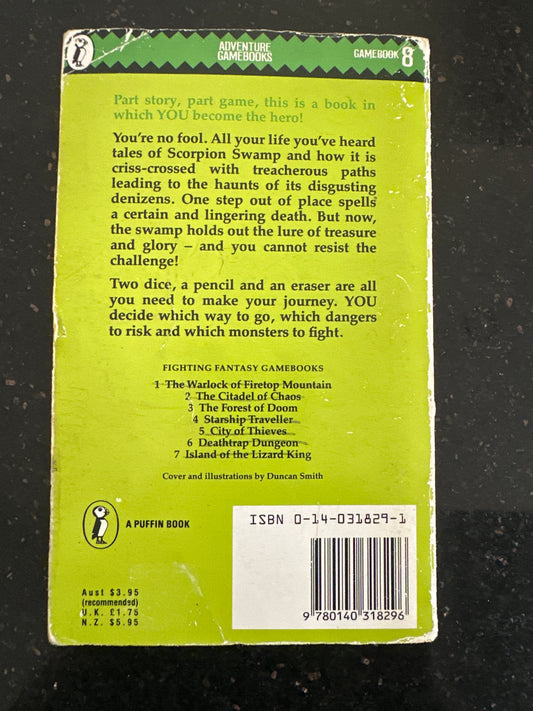 ADVENTURE
GAMEBOOKS
GAMEBOOK 8
Part story, part game, this is a book in
which YOU become the hero!
You're no fool. All your life you've heard
tales of Scorpion Swamp and how it is
criss-crossed with treacherous paths
leading to the haunts of its disgusting
denizens. One step out of place spells
a certain and lingering death. But now,
the swamp holds out the lure of treasure
and glory – and you cannot resist the
challenge!
Two dice, a pencil and an eraser are all
you need to make your journey. YOU
decide which way to go, which dangers
to risk and which monsters to fight.
FIGHTING FANTASY GAMEBOOKS
1 The Warlock of Firetop Mountain
2 The Citadel of Chaos
3 The Forest of Doom
4 Starship Traveller
5 City of Thieves
6 Deathtrap Dungeon
7 Island of the Lizard King
Cover and illustrations by Duncan Smith
A PUFFIN BOOK
ISBN 0-14-031829-1
9 780140 318296
Aust $3.95
(recommended)
U.K. £1.75
N.Z. $5.95